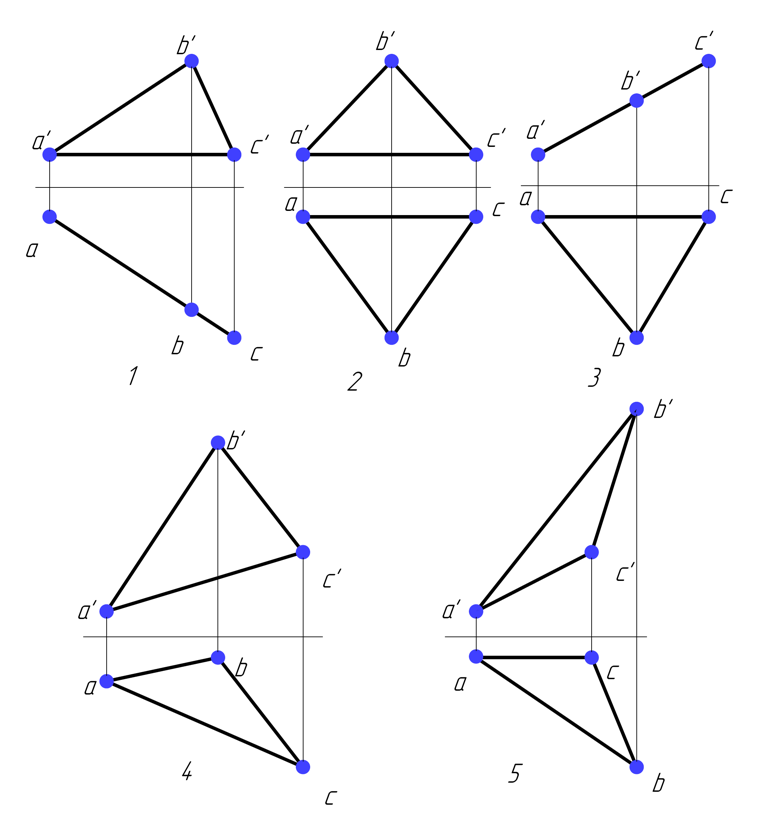 b' b' c'
b'
a' c' a' c' a'
a c a c
a
b c b b
1 2 3
b' b'
c' c'
a' a'
a b a c
4 5
c b